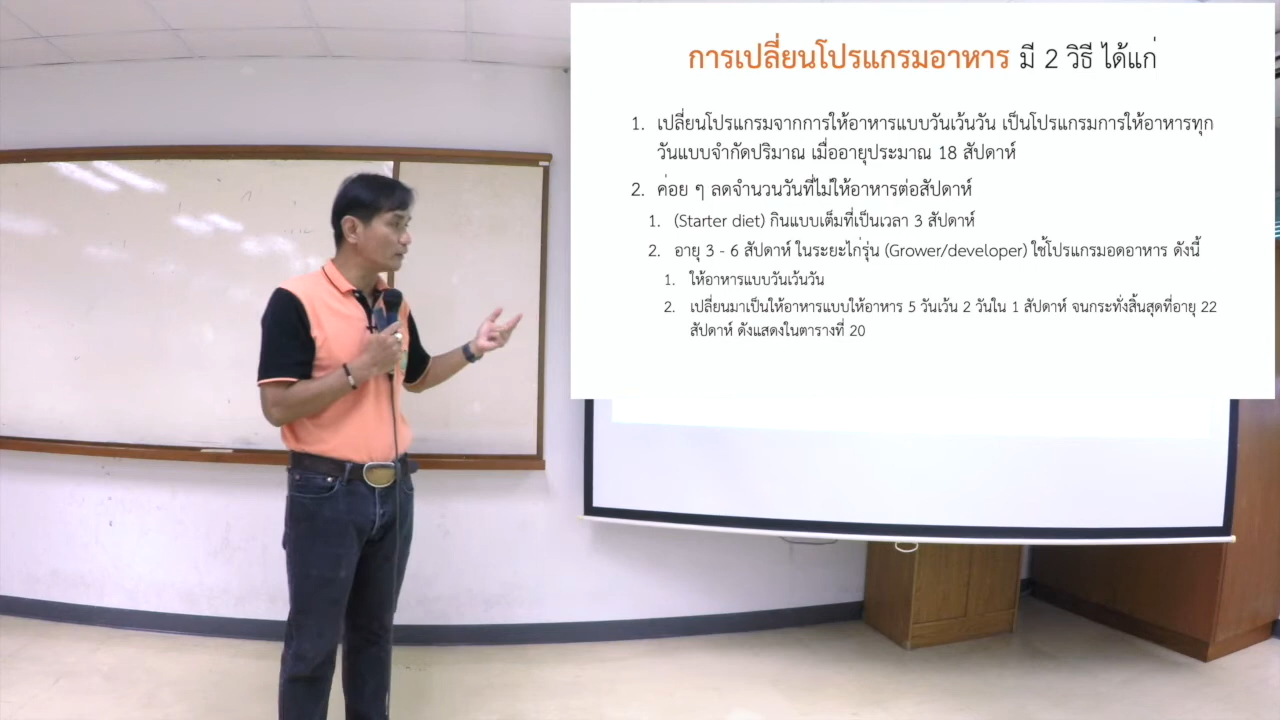 การเปลี่ยนโปรแกรมอาหาร มี 2 วิธี ได้แก่
1. เปลี่ยนโปรแกรมจากการให้อาหารแบบวันเว้นวัน เป็นโปรแกรมการให้อาหารทุก
วันแบบจำกัดปริมาณ เมื่ออายุประมาณ 18 สัปดาห์
2. ค่อย ๆ ลดจำนวนวันที่ไม่ให้อาหารต่อสัปดาห์
1. (Starter diet) กินแบบเต็มที่เป็นเวลา 3 สัปดาห์
2. อายุ 3 - 6 สัปดาห์ ในระยะไก่รุ่น (Grower/developer) ใช้โปรแกรมอดอาหาร ดังนี้
1. ให้อาหารแบบวันเว้นวัน
2. เปลี่ยนมาเป็นให้อาหารแบบให้อาหาร 5 วันเว้น 2 วันใน 1 สัปดาห์ จนกระทั่งสิ้นสุดที่อายุ 22
สัปดาห์ ดังแสดงในตารางที่ 20